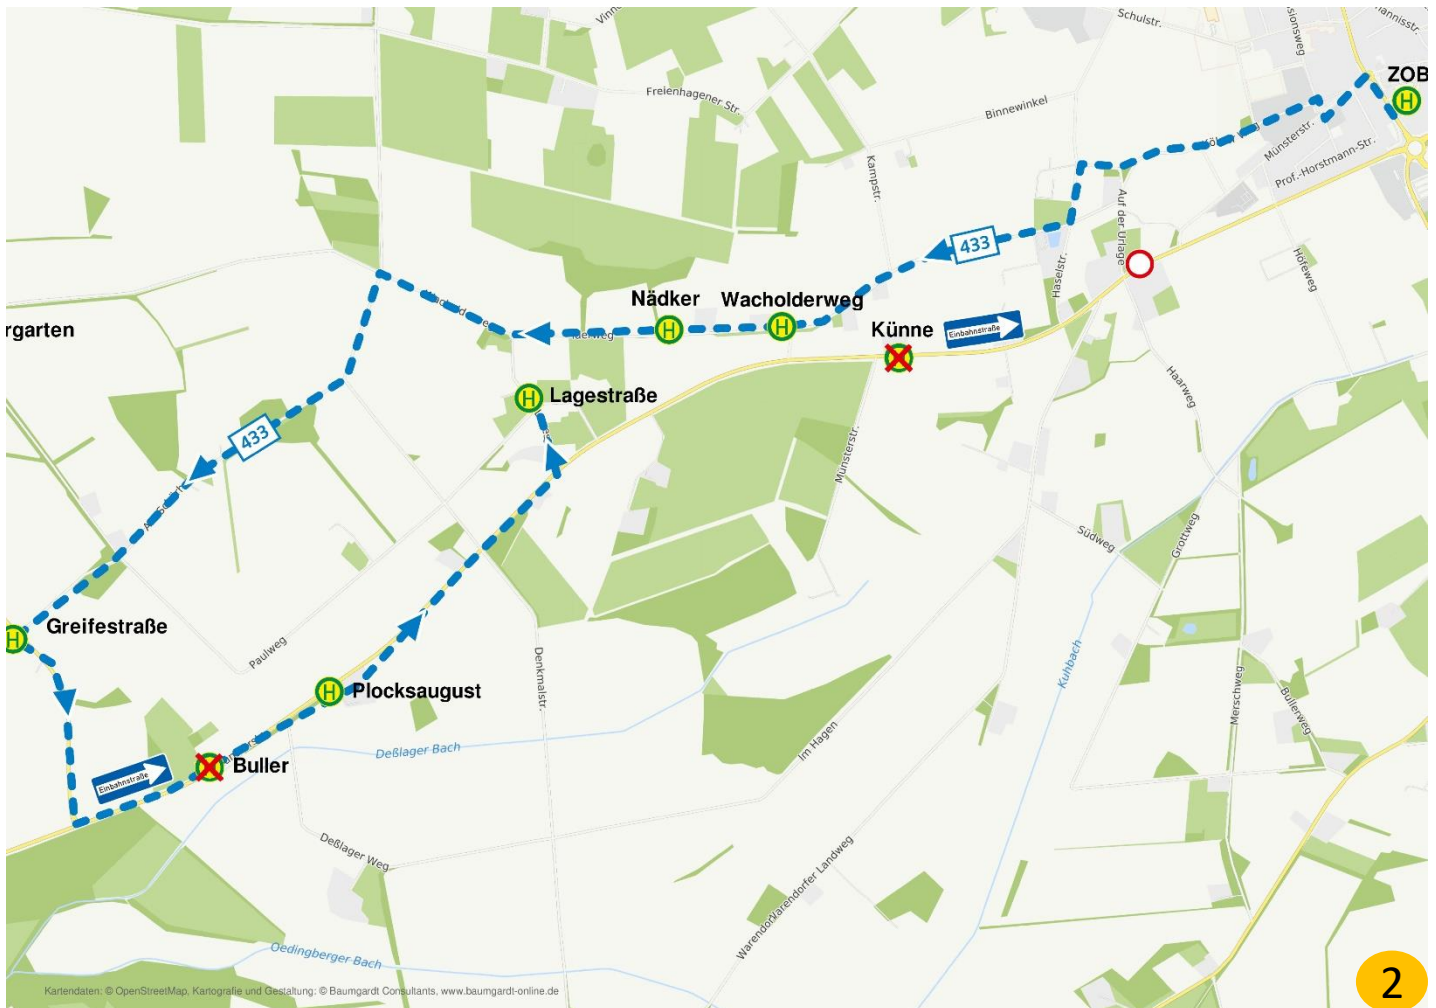 Schulstr.
ZOB
H
Freienhagener Str.
Binnewinkel
Münsterstr.
Prof.-Horstmann-Str.
Kampstr.
Auf der Urlage
433
Haselstr.
Höfeweg
Nädker
Wacholderweg
H
H
Künne
Einbahnstraße
rgarten
Lagestraße
H
Haarweg
433
Münsterstr.
Südweg
Grottweg
Greifestraße
H
Paulweg
Denkmalstr.
Kuhbach
Plocksaugust
H
Merschweg
Bullerweg
Deßlager Bach
Im Hagen
Buller
Einbahnstraße
Deßlager Weg
Warendorfer Landweg
Oedingberger Bach
Kartendaten: © OpenStreetMap, Kartografie und Gestaltung: © Baumgardt Consultants, www.baumgardt-online.de
2